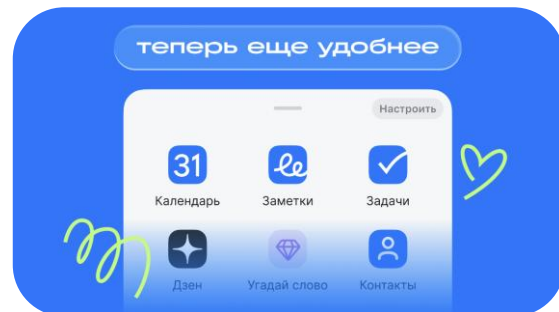 теперь еще удобнее
Настроить
31
Календарь Заметки Задачи
Дзен Угадай слово Контакты